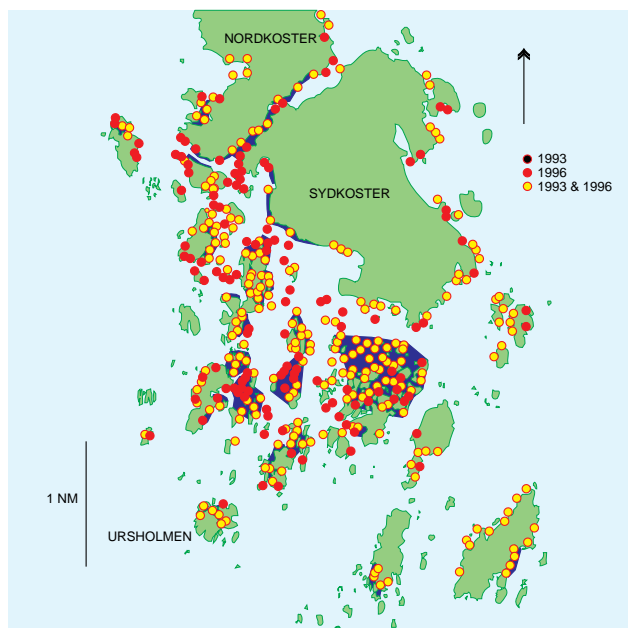 NORDKOSTER
1993
1996
1993 & 1996
SYDKOSTER
1 NM
URSHOLMEN